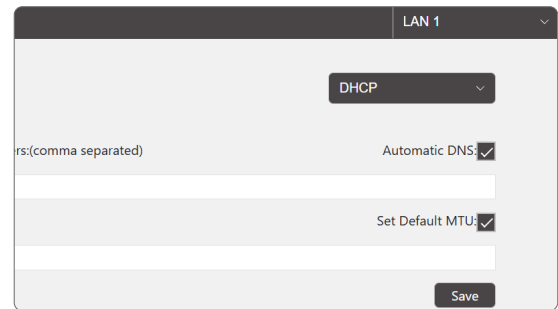 LAN 1
DHCP
rs:(comma separated) Automatic DNS:
Set Default MTU:
Save